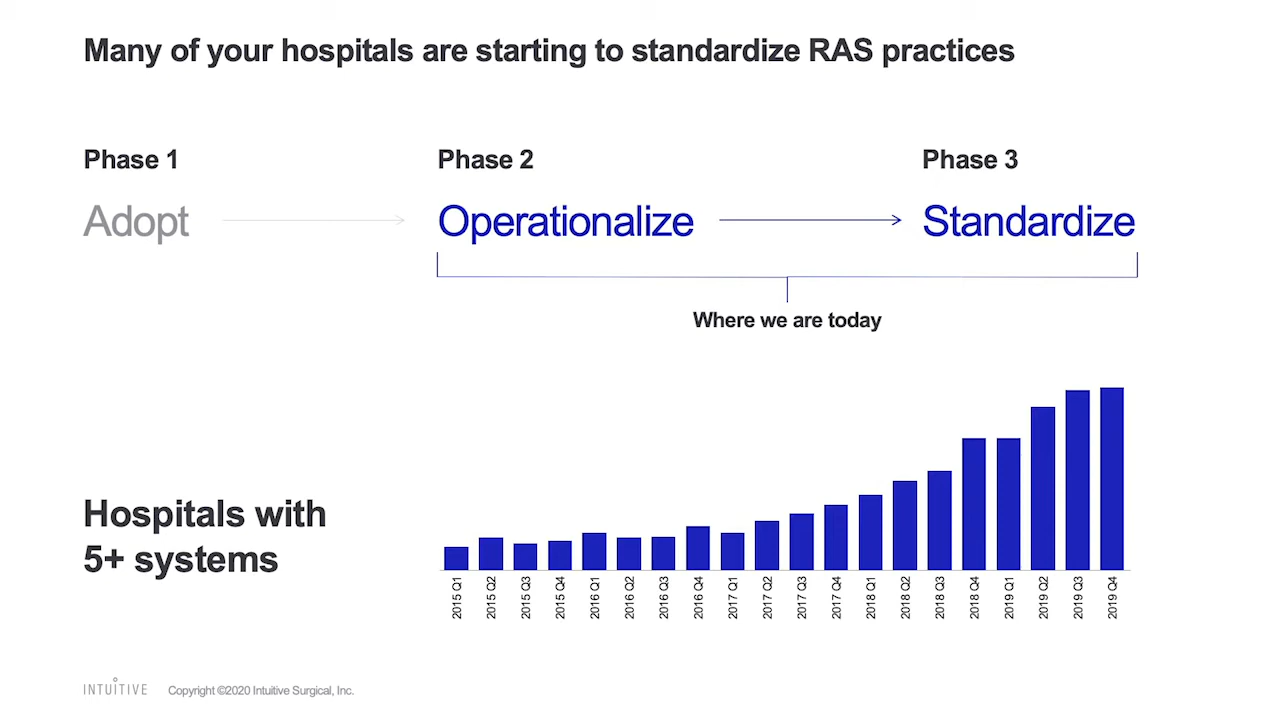 Many of your hospitals are starting to standardize RAS practices
Phase 1
Phase 2
Phase 3
Adopt
Operationalize
Standardize
Where we are today
Hospitals with
5+ systems
2015 Q1
2015 Q2
2015 Q3
2015 Q4
2016 Q1
2016 Q2
2016 Q3
2016 Q4
2017 Q1
2017 Q2
2017 Q3
2017 Q4
2018 Q1
2018 Q2
2018 Q3
2018 Q4
2019 Q1
2019 Q2
2019 Q3
2019 Q4
INTUITIVE
Copyright ©2020 Intuitive Surgical, Inc.